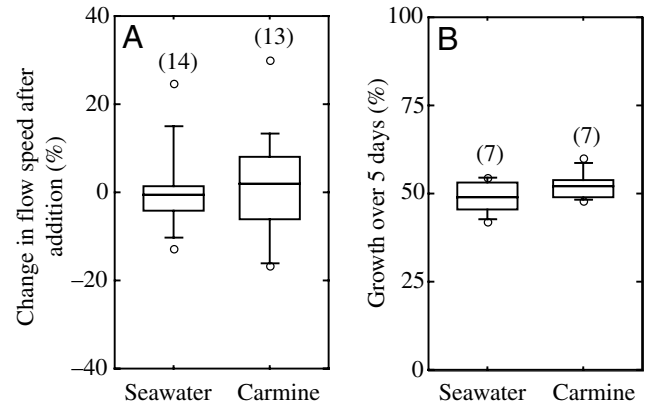 A
B
Change in flow speed after
addition (%)
40
20
0
–20
–40
(14)
(13)
Seawater
Carmine
Growth over 5 days (%)
100
75
50
25
0
(7)
(7)
Seawater
Carmine